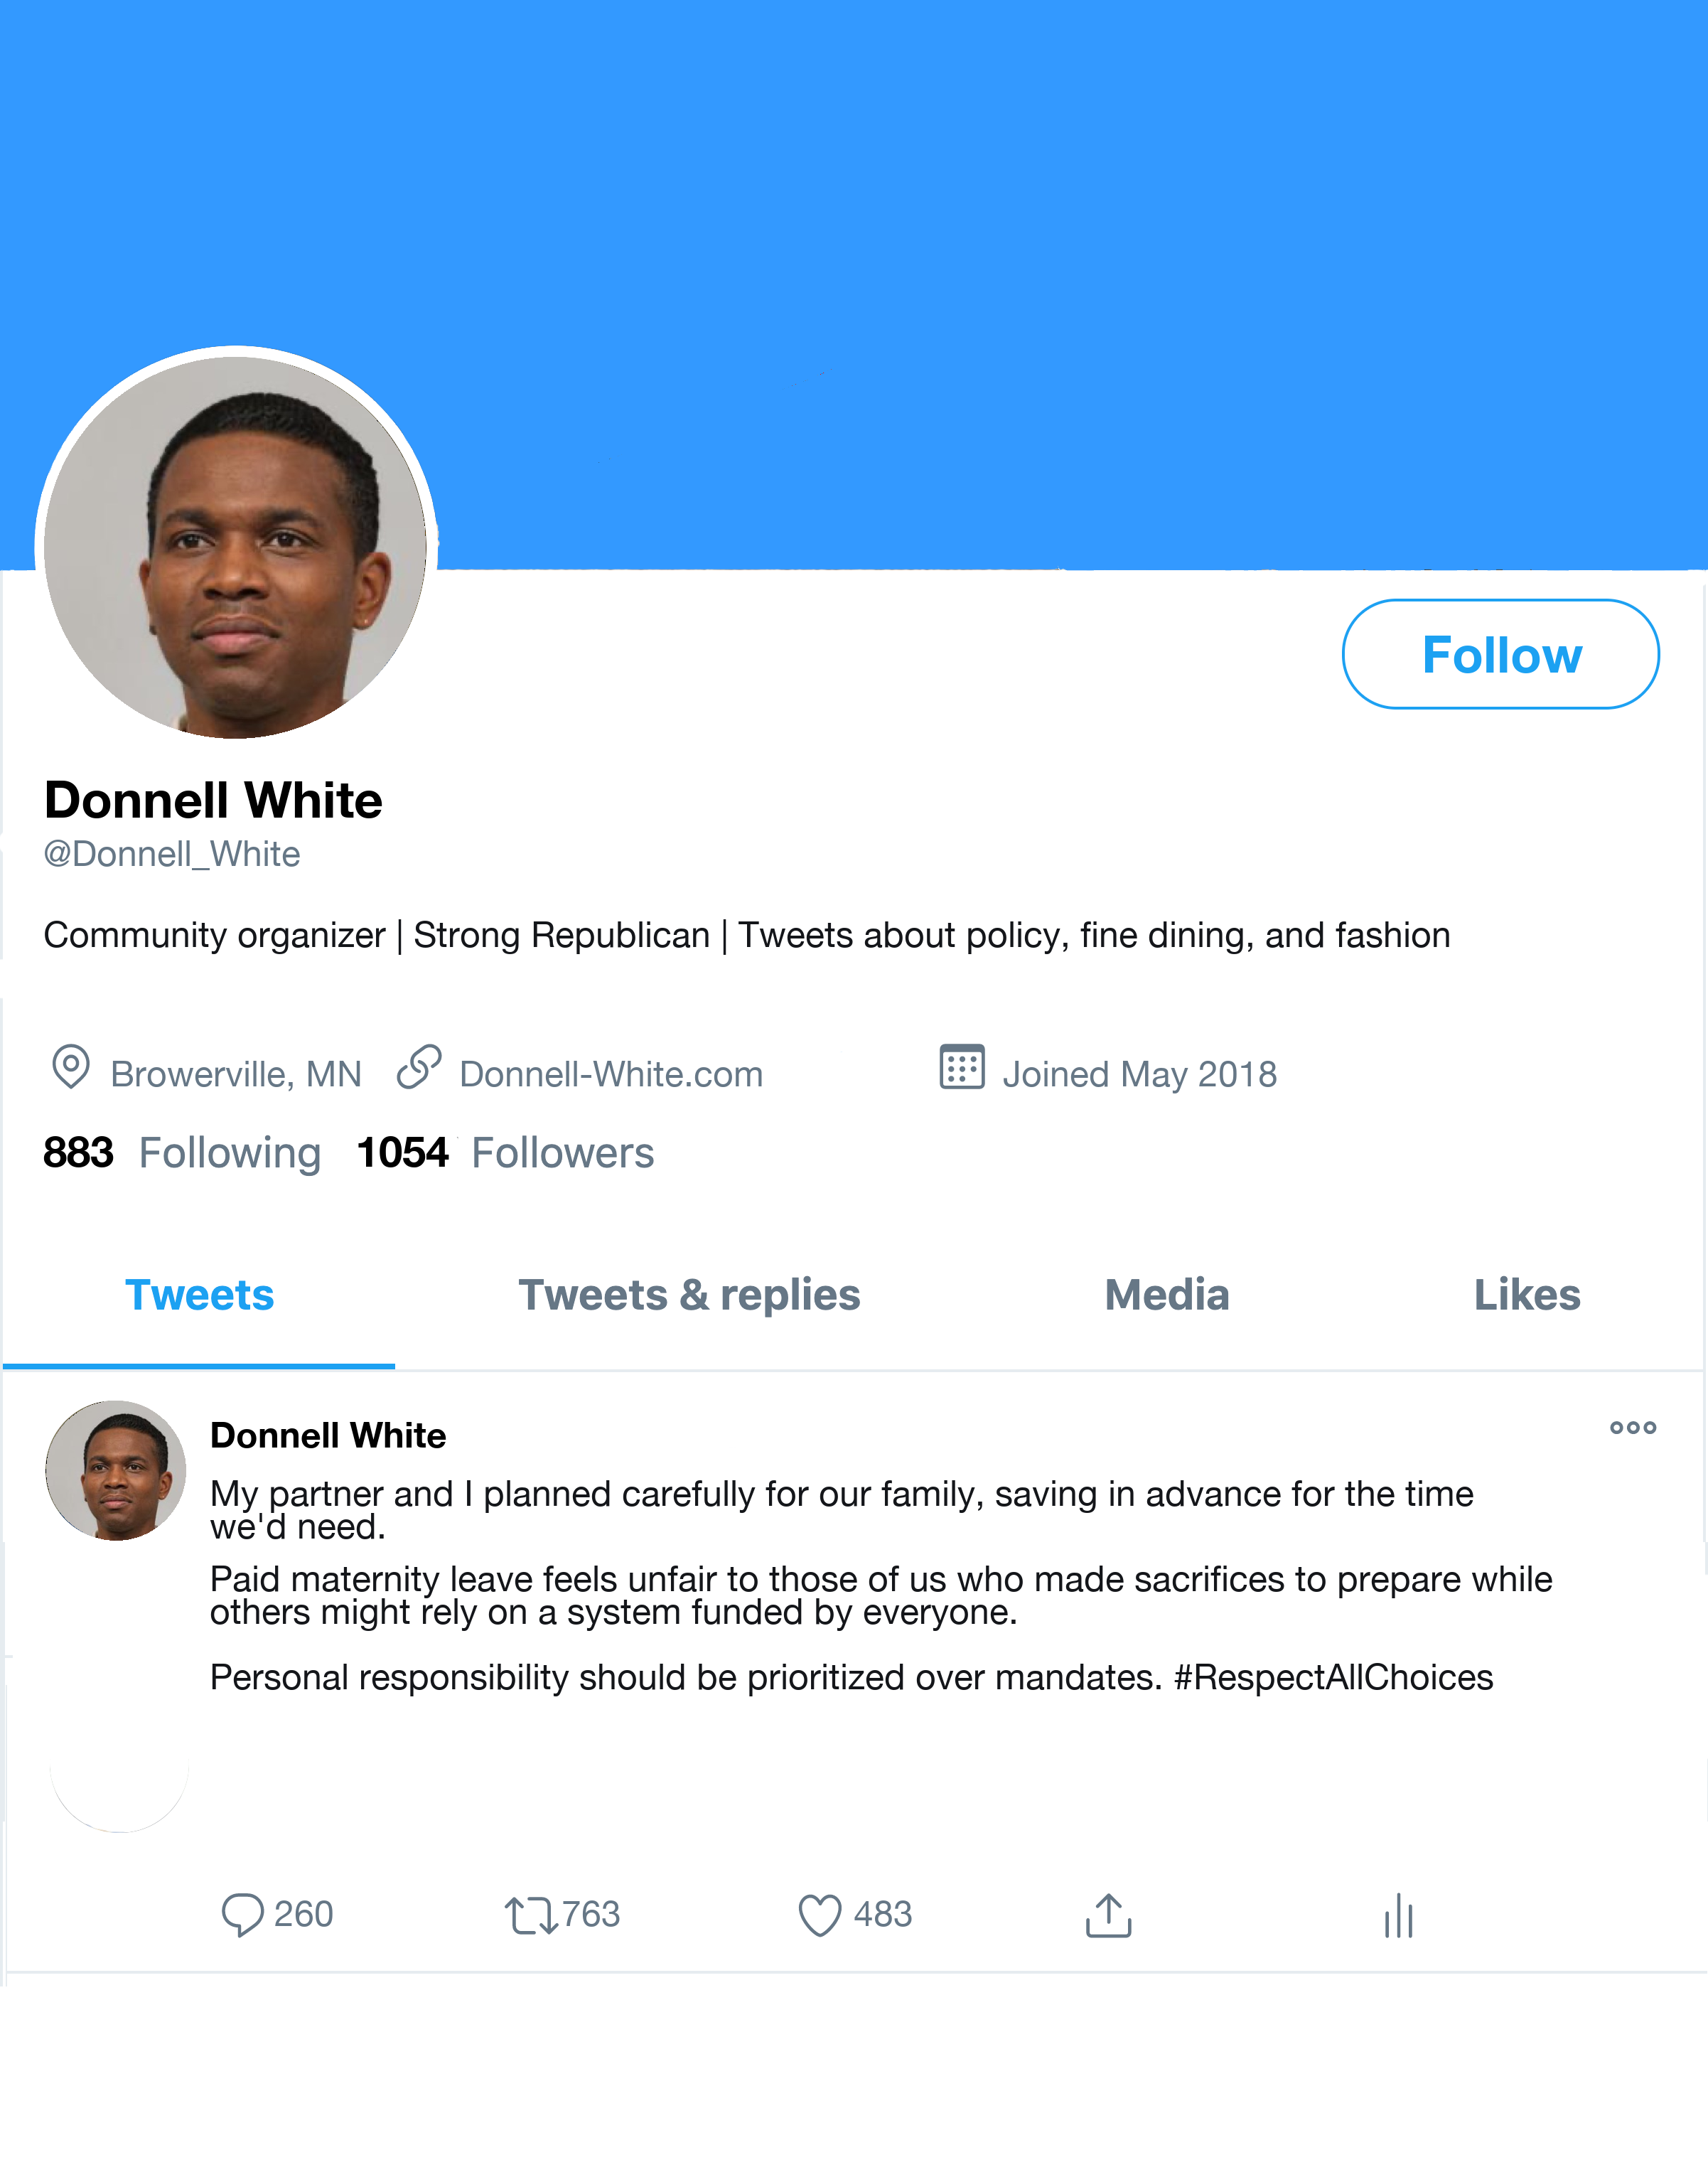 Follow
Donnell White
@Donnell_White
Community organizer | Strong Republican | Tweets about policy, fine dining, and fashion
Browerville, MN Donnell-White.com Joined May 2018
883 Following 1054 Followers
Tweets Tweets & replies Media Likes
Donnell White
My partner and I planned carefully for our family, saving in advance for the time
we'd need.
Paid maternity leave feels unfair to those of us who made sacrifices to prepare while
others might rely on a system funded by everyone.
Personal responsibility should be prioritized over mandates. #RespectAllChoices
260 763 483